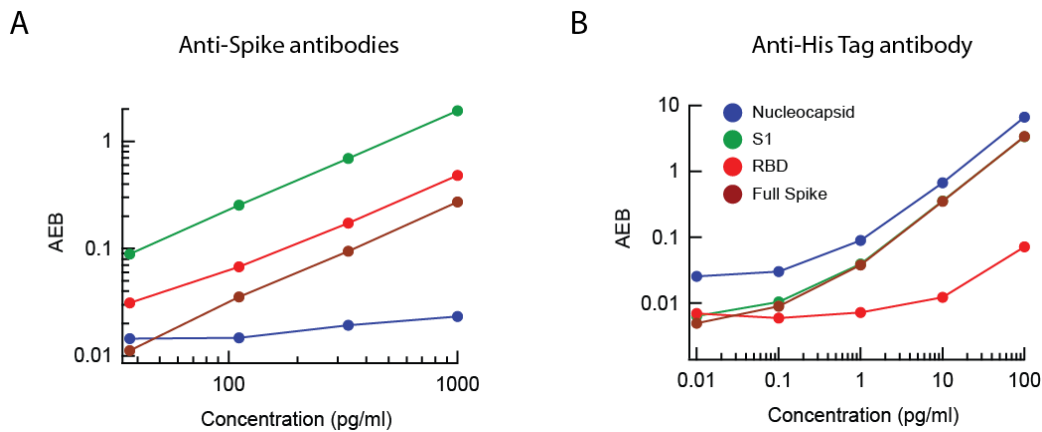 A
Anti-Spike antibodies
1
0.1
0.01
AEB
100
1000
Concentration (pg/ml)
B
Anti-His Tag antibody
10
1
0.1
0.01
AEB
Nucleocapsid
S1
RBD
Full Spike
0.01
0.1
1
10
100
Concentration (pg/ml)